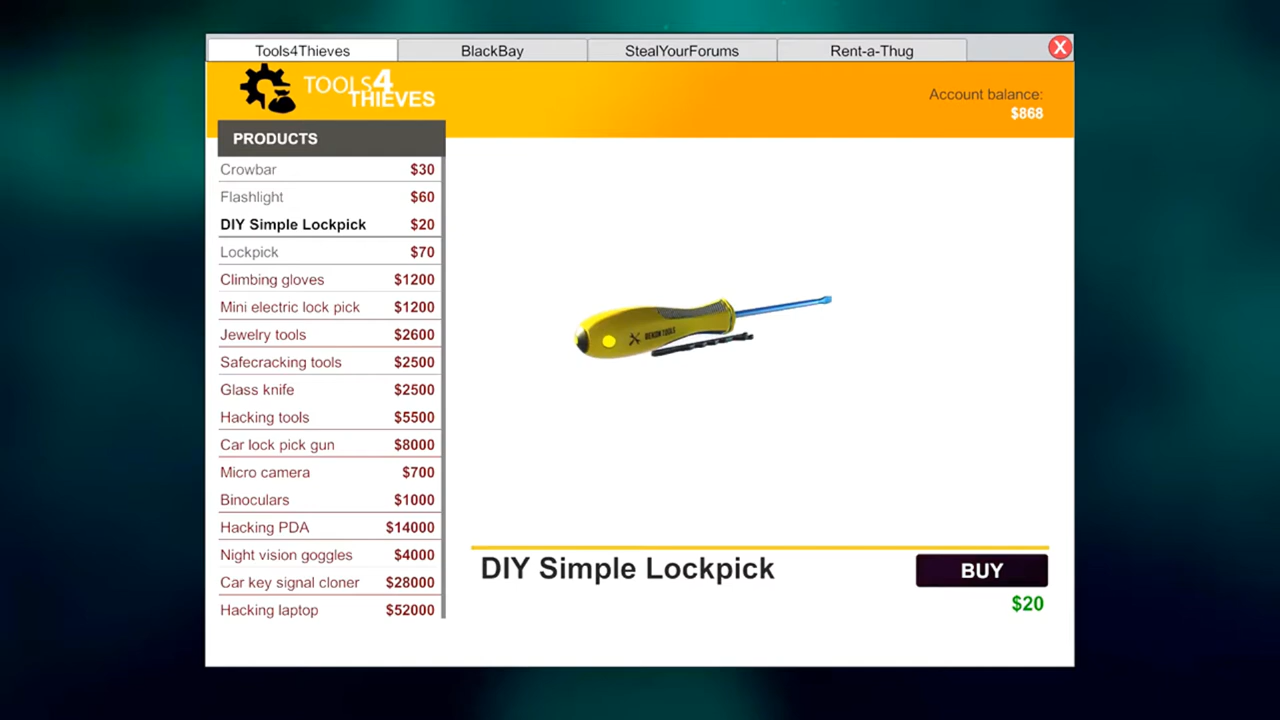 Tools4Thieves BlackBay StealYourForums Rent-a-Thug X
TOOLS4
THIEVES
Account balance:
$868
PRODUCTS
Crowbar $30
Flashlight $60
DIY Simple Lockpick $20
Lockpick $70
Climbing gloves $1200
Mini electric lock pick $1200
Jewelry tools $2600
Safecracking tools $2500
Glass knife $2500
Hacking tools $5500
Car lock pick gun $8000
Micro camera $700
Binoculars $1000
Hacking PDA $14000
Night vision goggles $4000
Car key signal cloner $28000
Hacking laptop $52000
DIY Simple Lockpick
BUY
$20